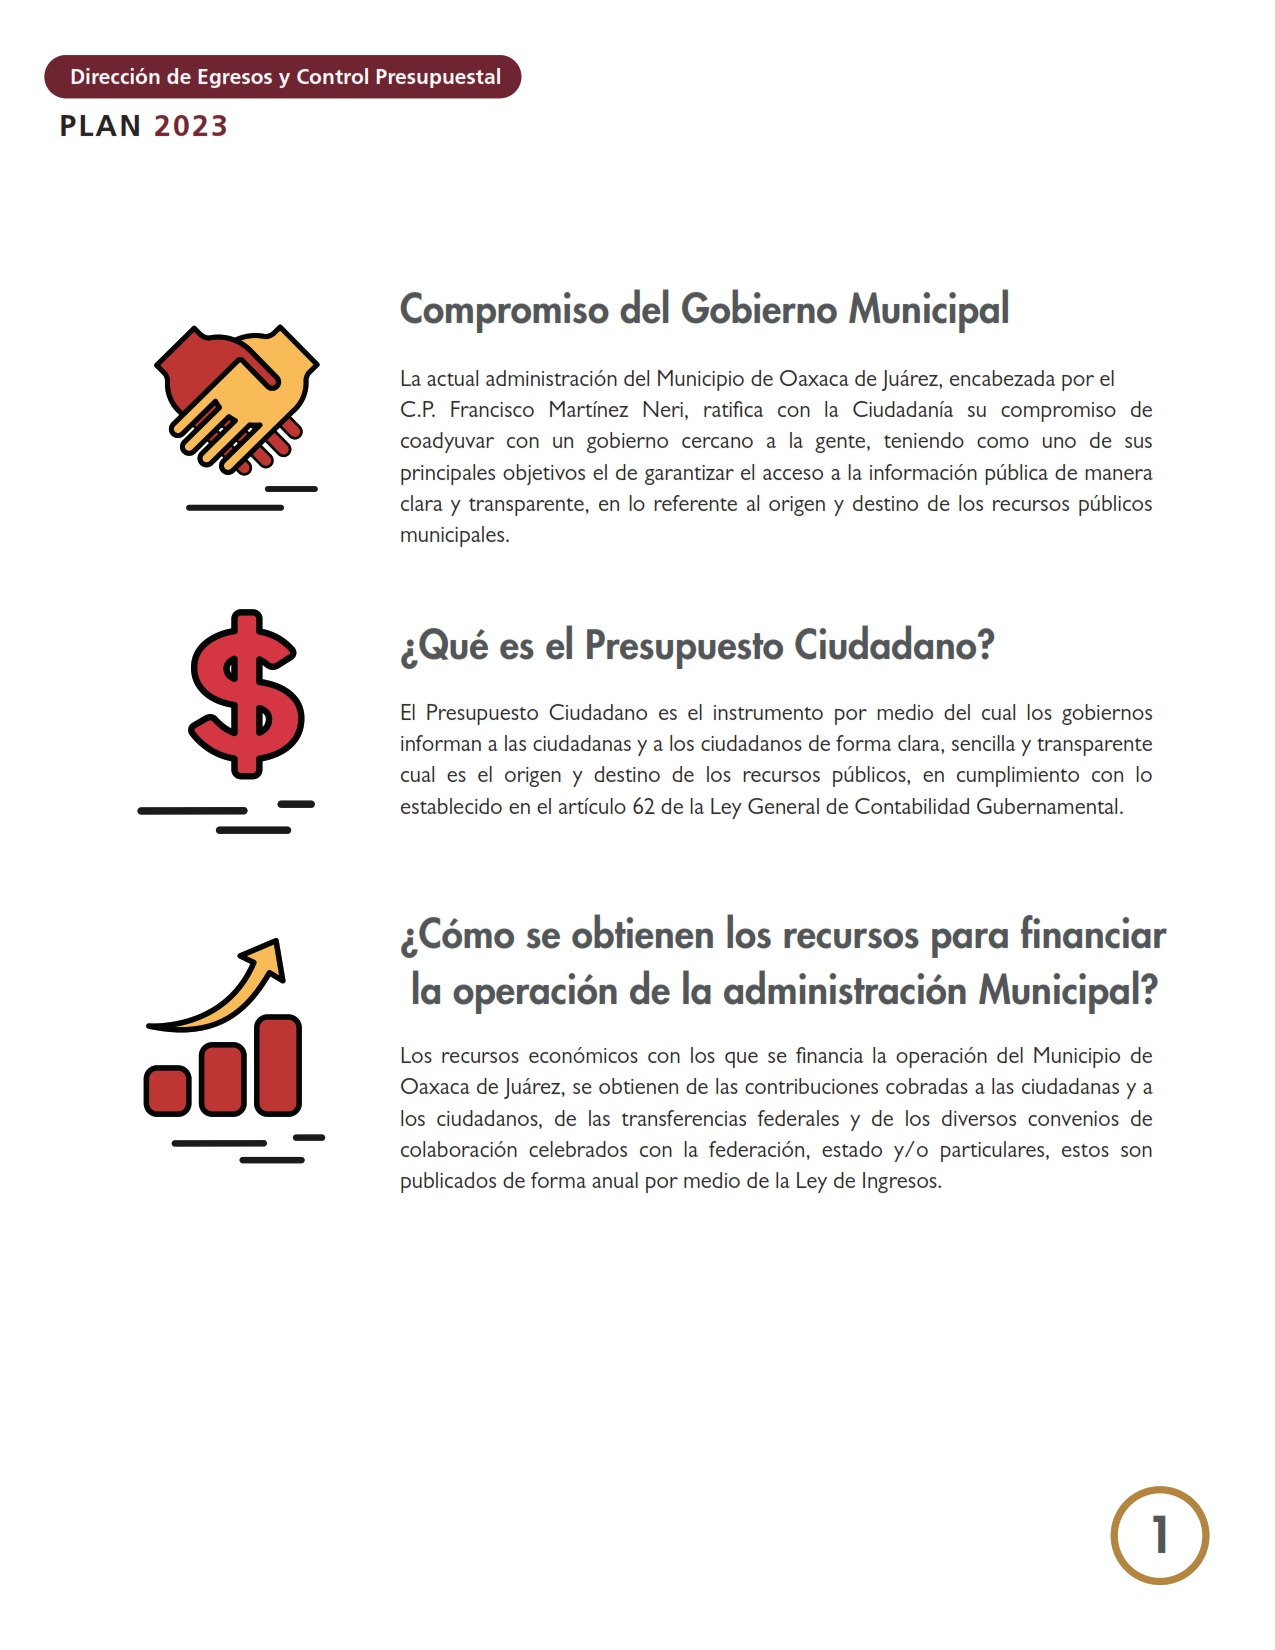 Dirección de Egresos y Control Presupuestal
PLAN 2023
Compromiso del Gobierno Municipal
La actual administración del Municipio de Oaxaca de Juárez, encabezada por el
C.P. Francisco Martínez Neri, ratifica con la Ciudadanía su compromiso de
coadyuvar con un gobierno cercano a la gente, teniendo como uno de sus
principales objetivos el de garantizar el acceso a la información pública de manera
clara y transparente, en lo referente al origen y destino de los recursos públicos
municipales.
¿Qué es el Presupuesto Ciudadano?
El Presupuesto Ciudadano es el instrumento por medio del cual los gobiernos
informan a las ciudadanas y a los ciudadanos de forma clara, sencilla y transparente
cual es el origen y destino de los recursos públicos, en cumplimiento con lo
establecido en el artículo 62 de la Ley General de Contabilidad Gubernamental.
¿Cómo se obtienen los recursos para financiar
la operación de la administración Municipal?
Los recursos económicos con los que se financia la operación del Municipio de
Oaxaca de Juárez, se obtienen de las contribuciones cobradas a las ciudadanas y a
los ciudadanos, de las transferencias federales y de los diversos convenios de
colaboración celebrados con la federación, estado y/o particulares, estos son
publicados de forma anual por medio de la Ley de Ingresos.
1